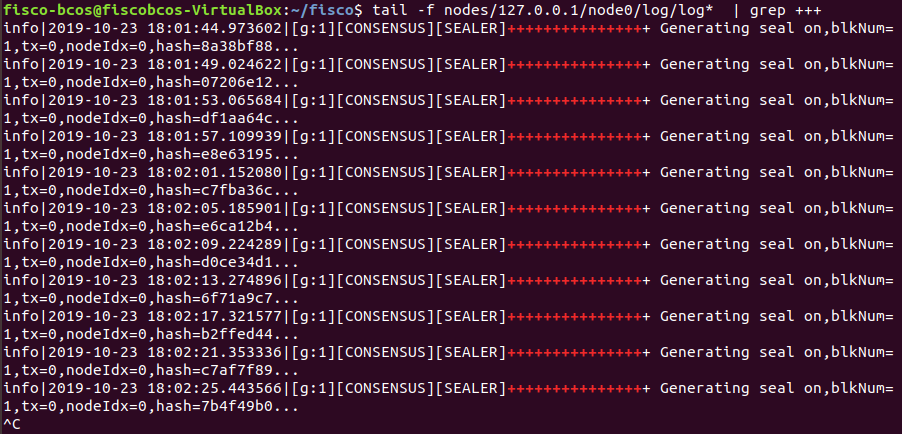 fisco-bcos@fiscobcos-VirtualBox:~/fisco$ tail -f nodes/127.0.0.1/node0/log/log*  | grep +++
info|2019-10-23 18:01:44.973602|[g:1][CONSENSUS][SEALER]++++++++++++++++ Generating seal on,blkNum=
1,tx=0,nodeIdx=0,hash=8a38bf88...
info|2019-10-23 18:01:49.024622|[g:1][CONSENSUS][SEALER]++++++++++++++++ Generating seal on,blkNum=
1,tx=0,nodeIdx=0,hash=07206e12...
info|2019-10-23 18:01:53.065684|[g:1][CONSENSUS][SEALER]++++++++++++++++ Generating seal on,blkNum=
1,tx=0,nodeIdx=0,hash=df1aa64c...
info|2019-10-23 18:01:57.109939|[g:1][CONSENSUS][SEALER]++++++++++++++++ Generating seal on,blkNum=
1,tx=0,nodeIdx=0,hash=e8e63195...
info|2019-10-23 18:02:01.152080|[g:1][CONSENSUS][SEALER]++++++++++++++++ Generating seal on,blkNum=
1,tx=0,nodeIdx=0,hash=c7fba36c...
info|2019-10-23 18:02:05.185901|[g:1][CONSENSUS][SEALER]++++++++++++++++ Generating seal on,blkNum=
1,tx=0,nodeIdx=0,hash=e6ca12b4...
info|2019-10-23 18:02:09.224289|[g:1][CONSENSUS][SEALER]++++++++++++++++ Generating seal on,blkNum=
1,tx=0,nodeIdx=0,hash=d0ce34d1...
info|2019-10-23 18:02:13.274896|[g:1][CONSENSUS][SEALER]++++++++++++++++ Generating seal on,blkNum=
1,tx=0,nodeIdx=0,hash=6f71a9c7...
info|2019-10-23 18:02:17.321577|[g:1][CONSENSUS][SEALER]++++++++++++++++ Generating seal on,blkNum=
1,tx=0,nodeIdx=0,hash=b2ffed44...
info|2019-10-23 18:02:21.353336|[g:1][CONSENSUS][SEALER]++++++++++++++++ Generating seal on,blkNum=
1,tx=0,nodeIdx=0,hash=c7af7f89...
info|2019-10-23 18:02:25.443566|[g:1][CONSENSUS][SEALER]++++++++++++++++ Generating seal on,blkNum=
1,tx=0,nodeIdx=0,hash=7b4f49b0...
^C